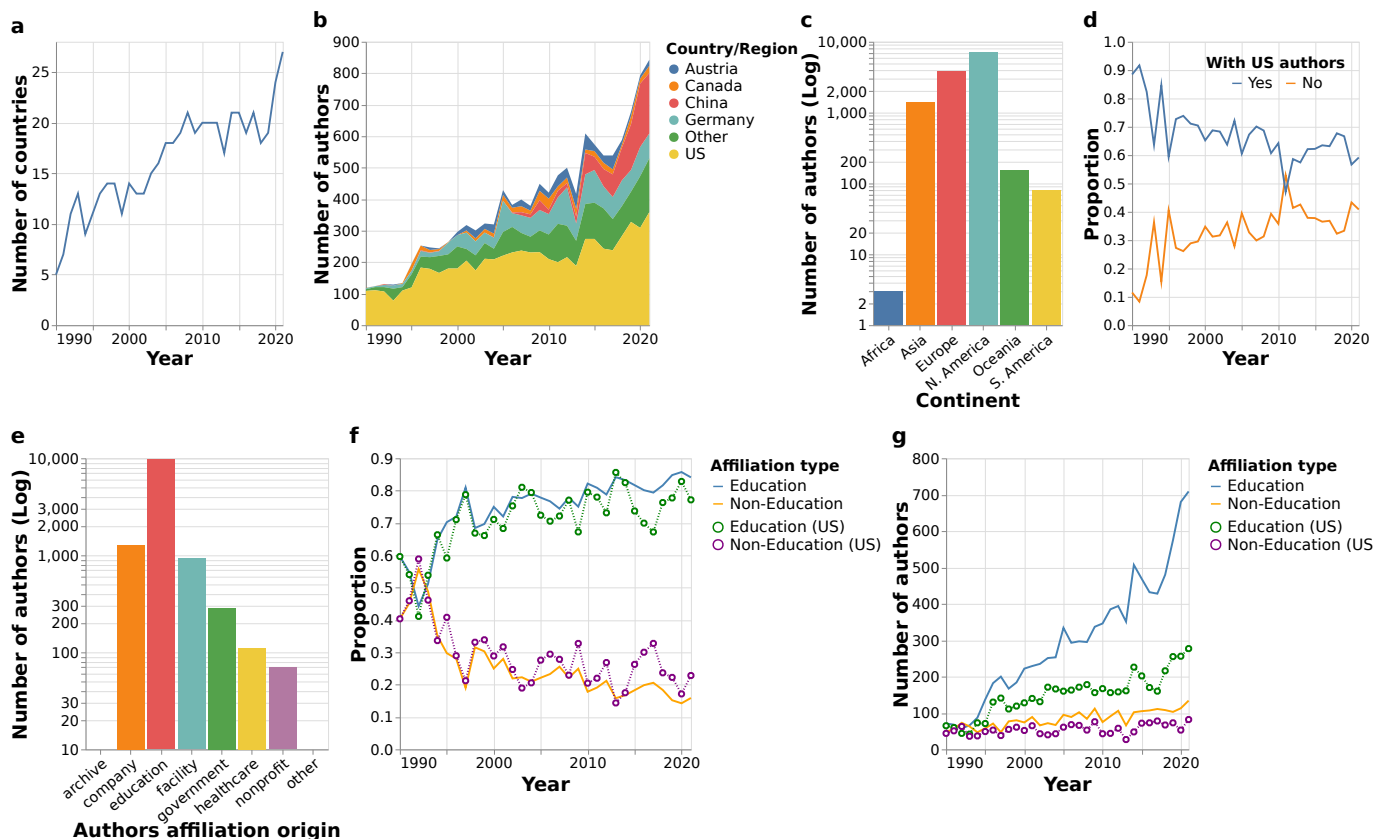 a
Number of countries
25
20
15
10
5
0
1990
2000
2010
2020
Year
b
Number of authors
900
800
700
600
500
400
300
200
100
0
1990
2000
2010
2020
Year
Country/Region
Austria
Canada
China
Germany
Other
US
c
Number of authors (Log)
10,000
2,000
1,000
200
100
20
10
2
1
Africa
Asia
Europe
N. America
Oceania
S. America
Continent
d
Proportion
1.0
0.9
0.8
0.7
0.6
0.5
0.4
0.3
0.2
0.1
0.0
1990
2000
2010
2020
Year
With US authors
Yes
No
e
Number of authors (Log)
10,000
3,000
2,000
1,000
300
200
100
30
20
10
archive
company
education
facility
government
healthcare
nonprofit
other
Authors affiliation origin
f
Proportion
0.9
0.8
0.7
0.6
0.5
0.4
0.3
0.2
0.1
0.0
1990
2000
2010
2020
Year
Affiliation type
Education
Non-Education
Education (US)
Non-Education (US)
g
Number of authors
800
700
600
500
400
300
200
100
0
1990
2000
2010
2020
Year
Affiliation type
Education
Non-Education
Education (US)
Non-Education (US